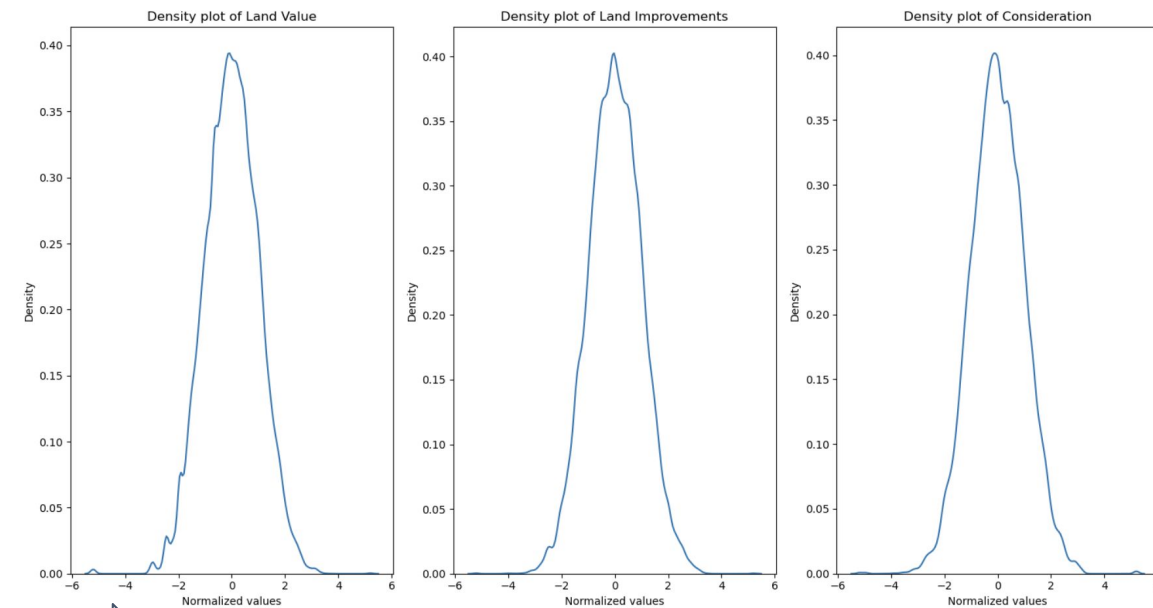 Density plot of Land Value
0.40
0.35
0.30
0.25
0.20
0.15
0.10
0.05
0.00
Density
−6 −4 −2 0 2 4 6
Normalized values
Density plot of Land Improvements
0.40
0.35
0.30
0.25
0.20
0.15
0.10
0.05
0.00
Density
−6 −4 −2 0 2 4 6
Normalized values
Density plot of Consideration
0.40
0.35
0.30
0.25
0.20
0.15
0.10
0.05
0.00
Density
−6 −4 −2 0 2 4
Normalized values